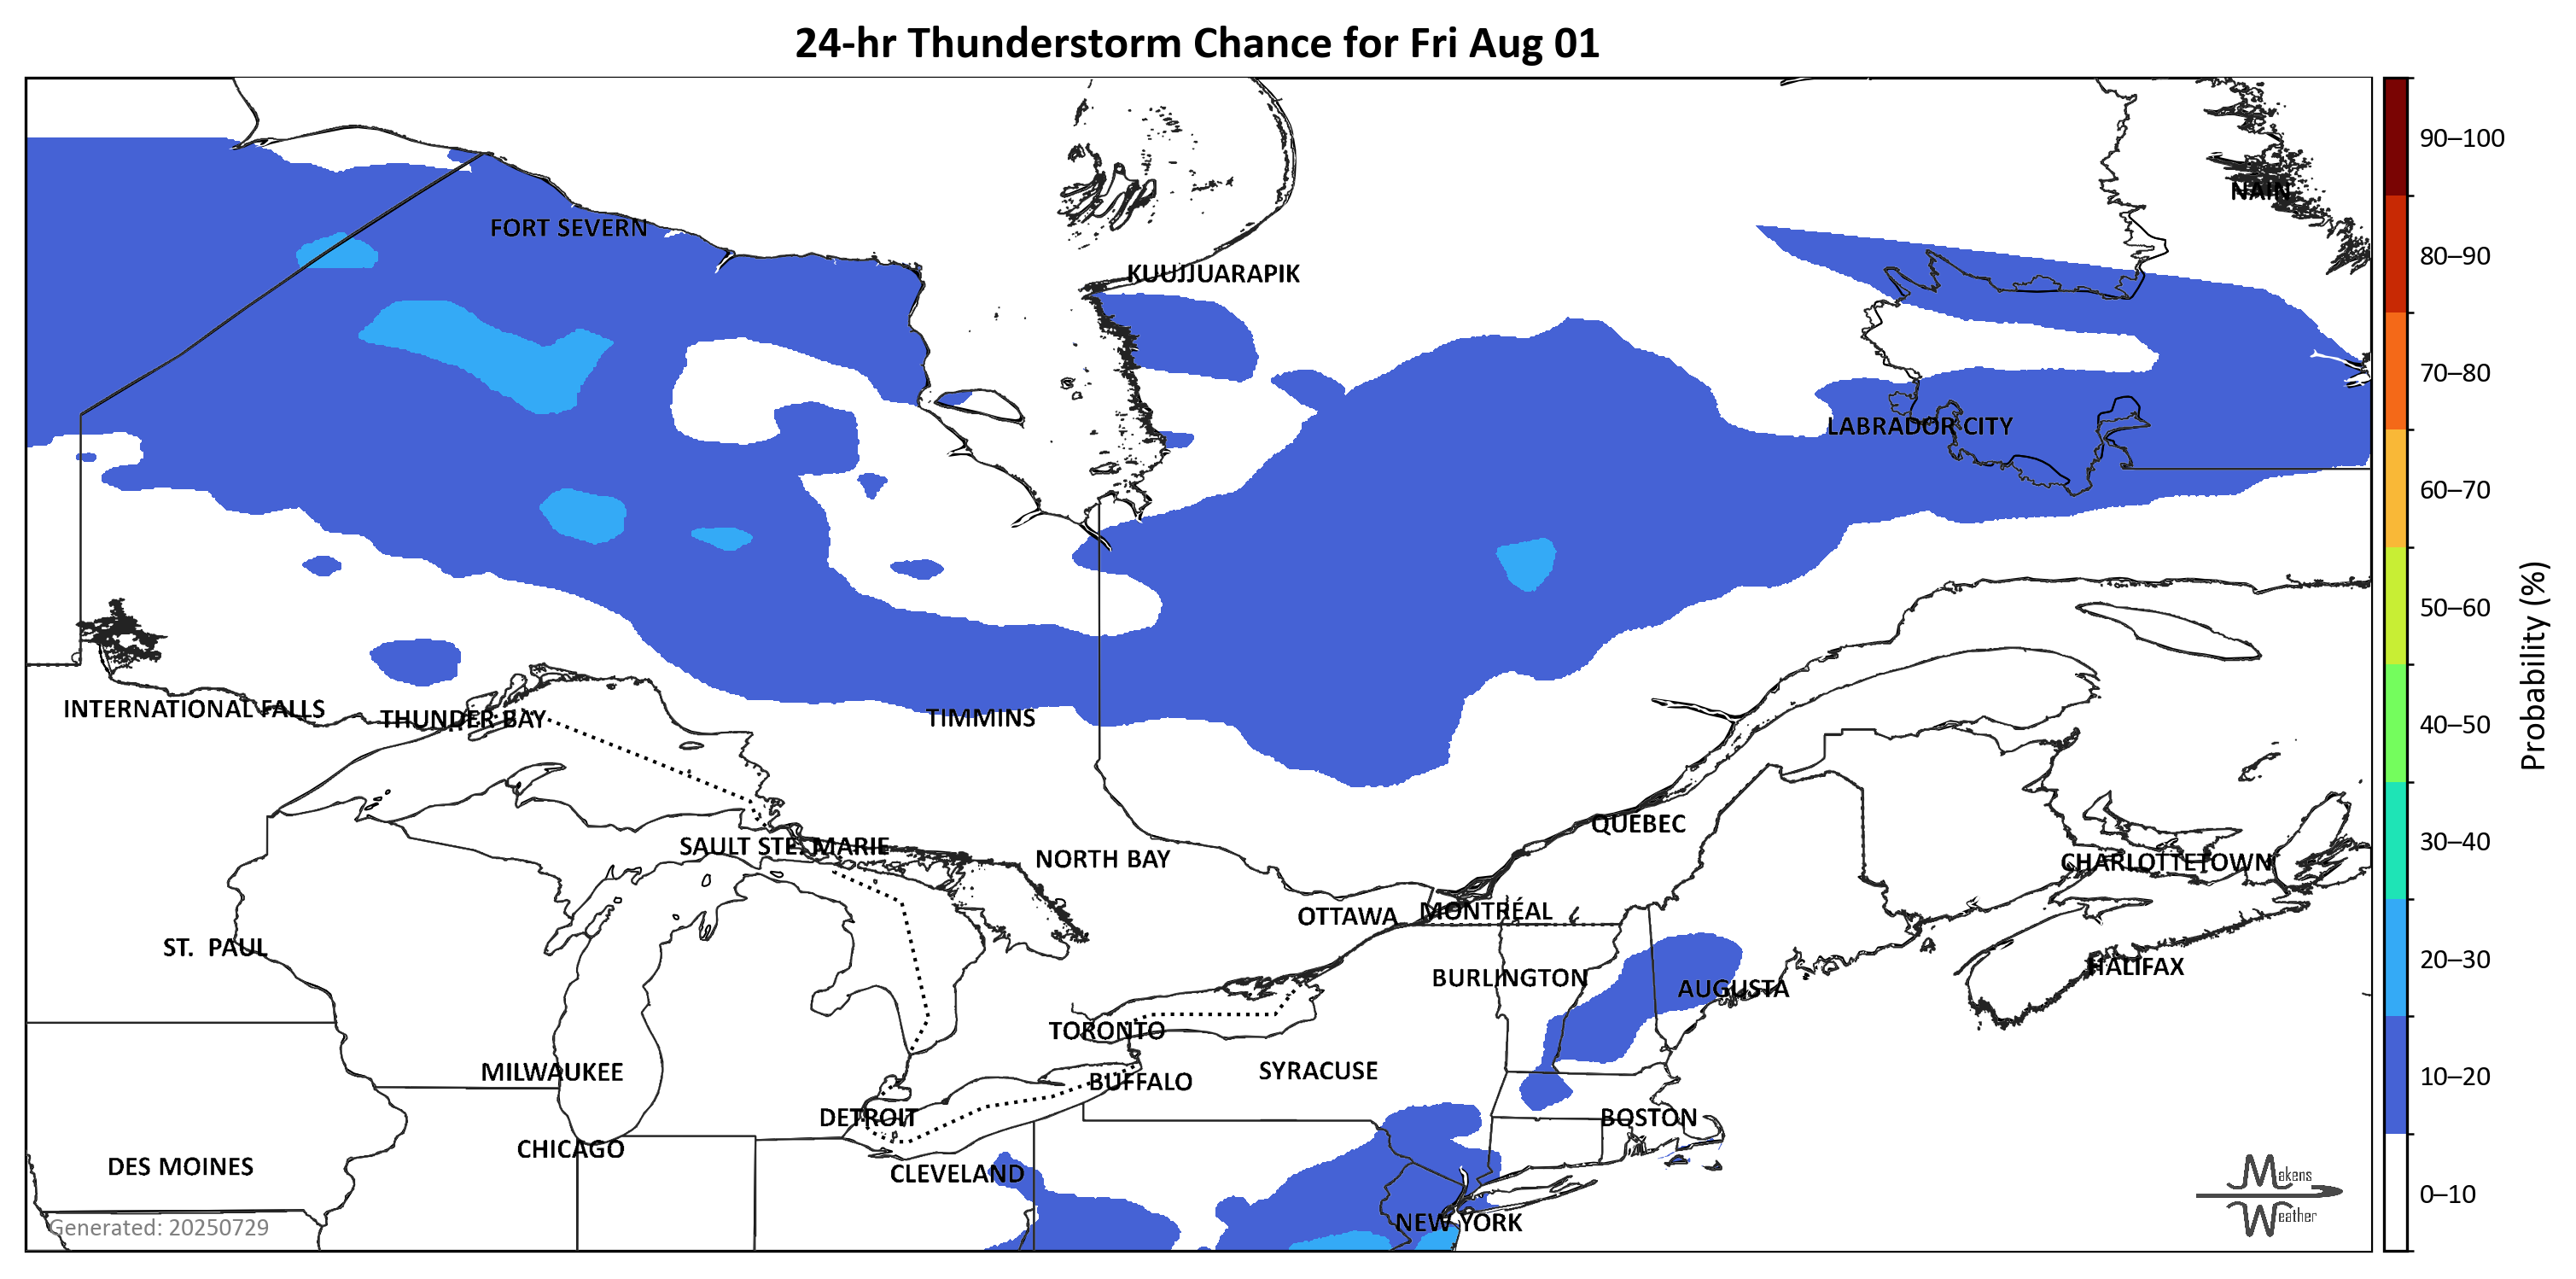 24-hr Thunderstorm Chance for Fri Aug 01
90–100
NAIN
FORT SEVERN
80–90
KUUJJUARAPIK
70–80
LABRADOR CITY
60–70
50–60
Probability (%)
INTERNATIONAL FALLS
THUNDER BAY
TIMMINS
40–50
QUEBEC
SAULT STE. MARIE
NORTH BAY
CHARLOTTETOWN
30–40
OTTAWA
MONTRÉAL
ST. PAUL
BURLINGTON
HALIFAX
20–30
AUGUSTA
TORONTO
MILWAUKEE
BUFFALO
SYRACUSE
10–20
DETROIT
BOSTON
CHICAGO
DES MOINES
CLEVELAND
Makens
Weather
0–10
NEW YORK
Generated: 20250729